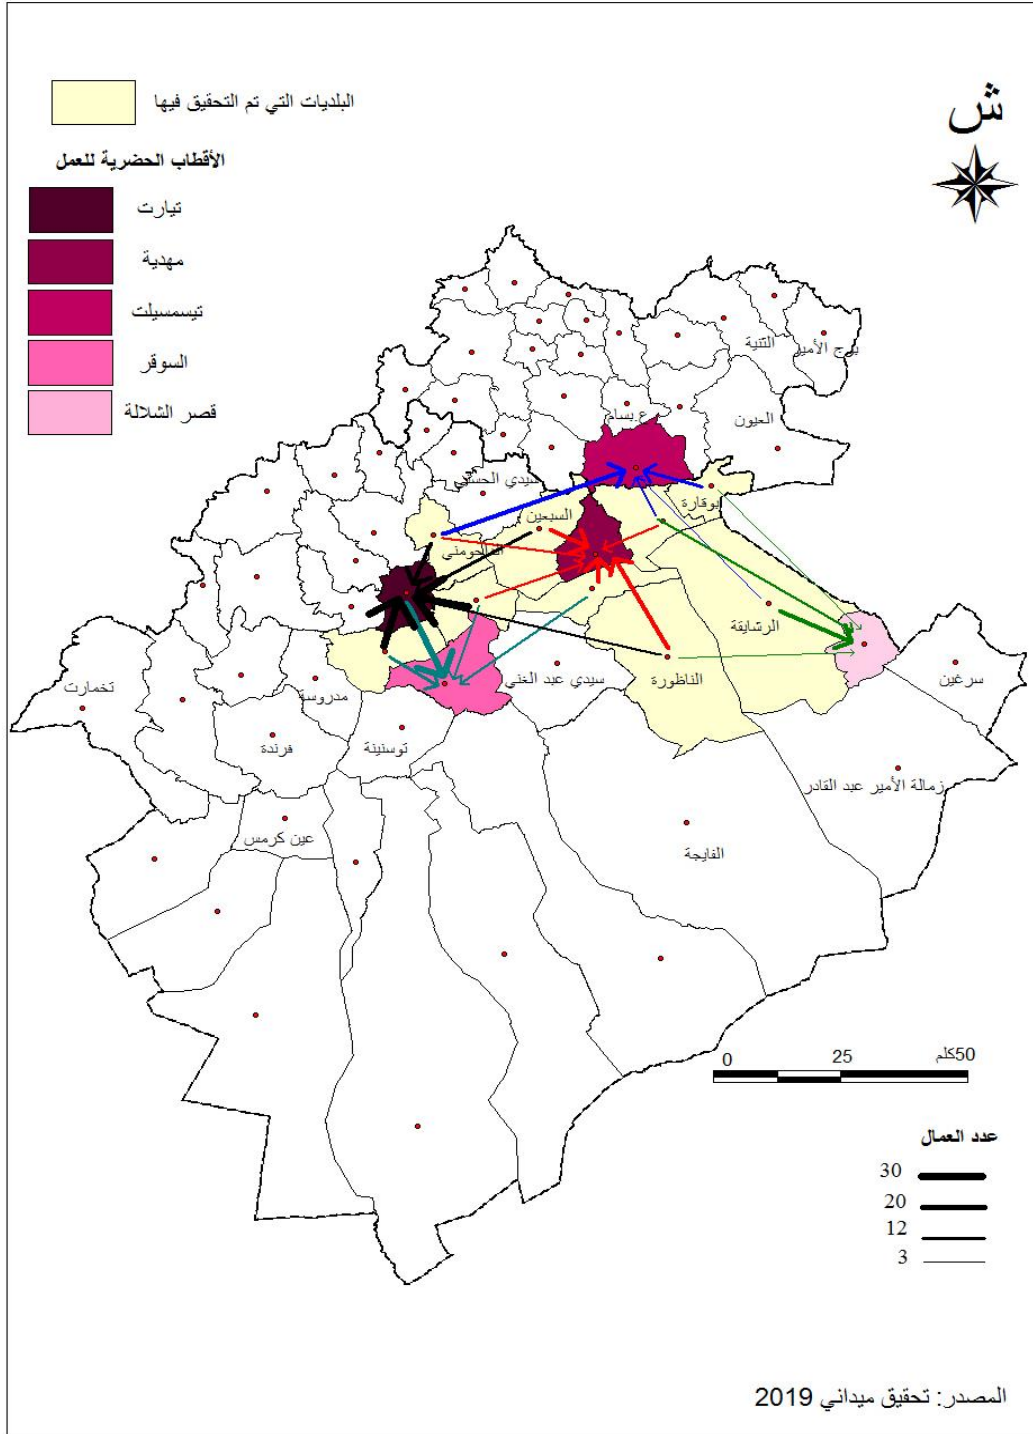 البلديات التي تم التحقيق فيها
ش
الأقطاب الحضرية للعمل
تيارت
مهدية
تيسمسيلت
السوقر
قصر الشلالة
برج الأمير
الثنية
ع بسام
العيون
سيدي الحسني
بوقارة
السبعين
الرشايقة
سرغين
الناظورة
سيدي عبد الغني
مدروسة
تخمارت
توسنينة
فرندة
زمالة الأمير عبد القادر
عين كرمس
الفايجة
0 25 50كلم
عدد العمال
30
20
12
3
المصدر: تحقيق ميداني 2019